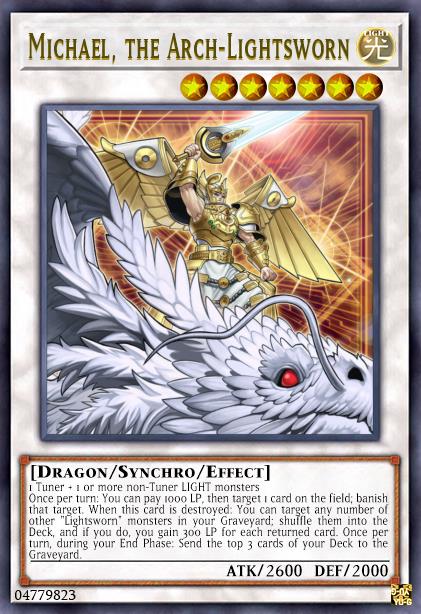 MICHAEL, THE ARCH-LIGHTSWORN
LIGHT
光
[DRAGON/SYNCHRO/EFFECT]
1 Tuner + 1 or more non-Tuner LIGHT monsters
Once per turn: You can pay 1000 LP, then target 1 card on the field; banish
that target. When this card is destroyed: You can target any number of
other "Lightsworn" monsters in your Graveyard; shuffle them into the
Deck, and if you do, you gain 300 LP for each returned card. Once per
turn, during your End Phase: Send the top 3 cards of your Deck to the
Graveyard.
ATK/2600 DEF/2000
04779823